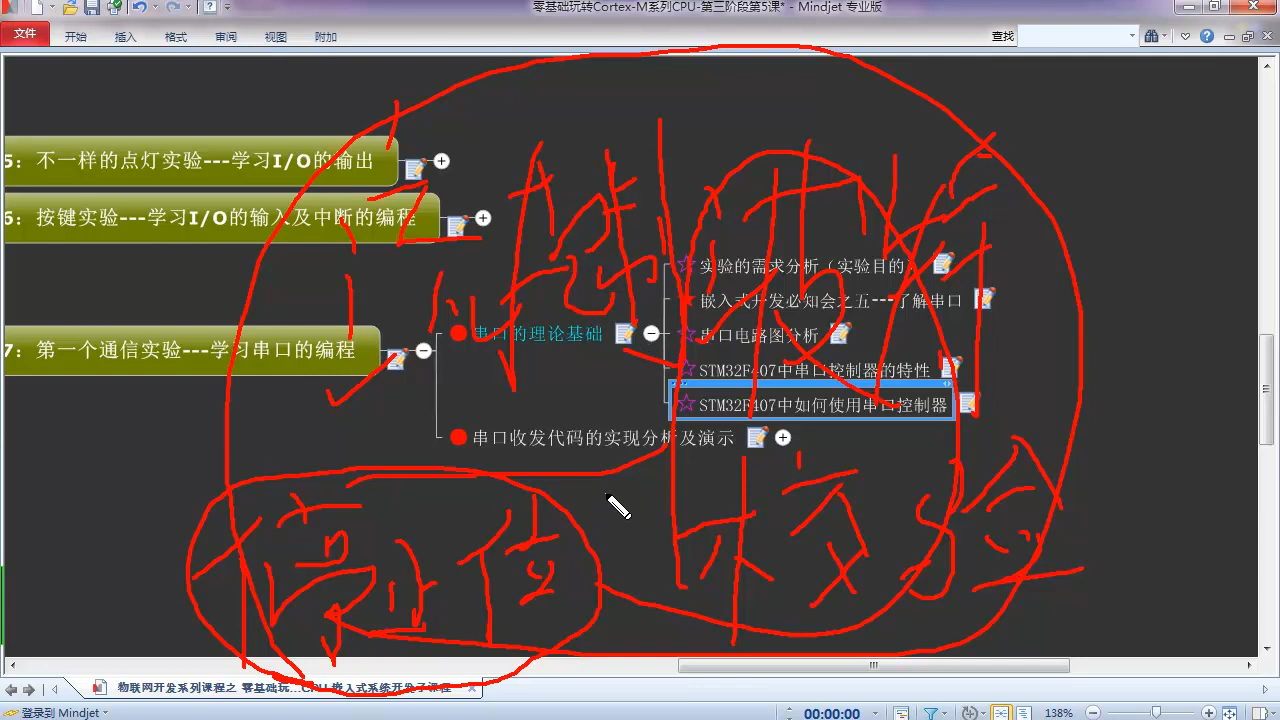 零基础玩转Cortex-M系列CPU-第三阶段第5课* - Mindjet 专业版
文件 开始 插入 格式 审阅 视图 附加 查找
5：不一样的点灯实验---学习I/O的输出
6：按键实验---学习I/O的输入及中断的编程
实验的需求分析（实验目的）
嵌入式开发必知会之五---了解串口
串口的理论基础
串口电路图分析
7：第一个通信实验---学习串口的编程
STM32F407中串口控制器的特性
STM32F407中如何使用串口控制器
串口收发代码的实现分析及演示
校验
值
物联网开发系列课程之 零基础玩...CPU 嵌入式系统开发子课程
登录到 Mindjet 00:00:00 138%